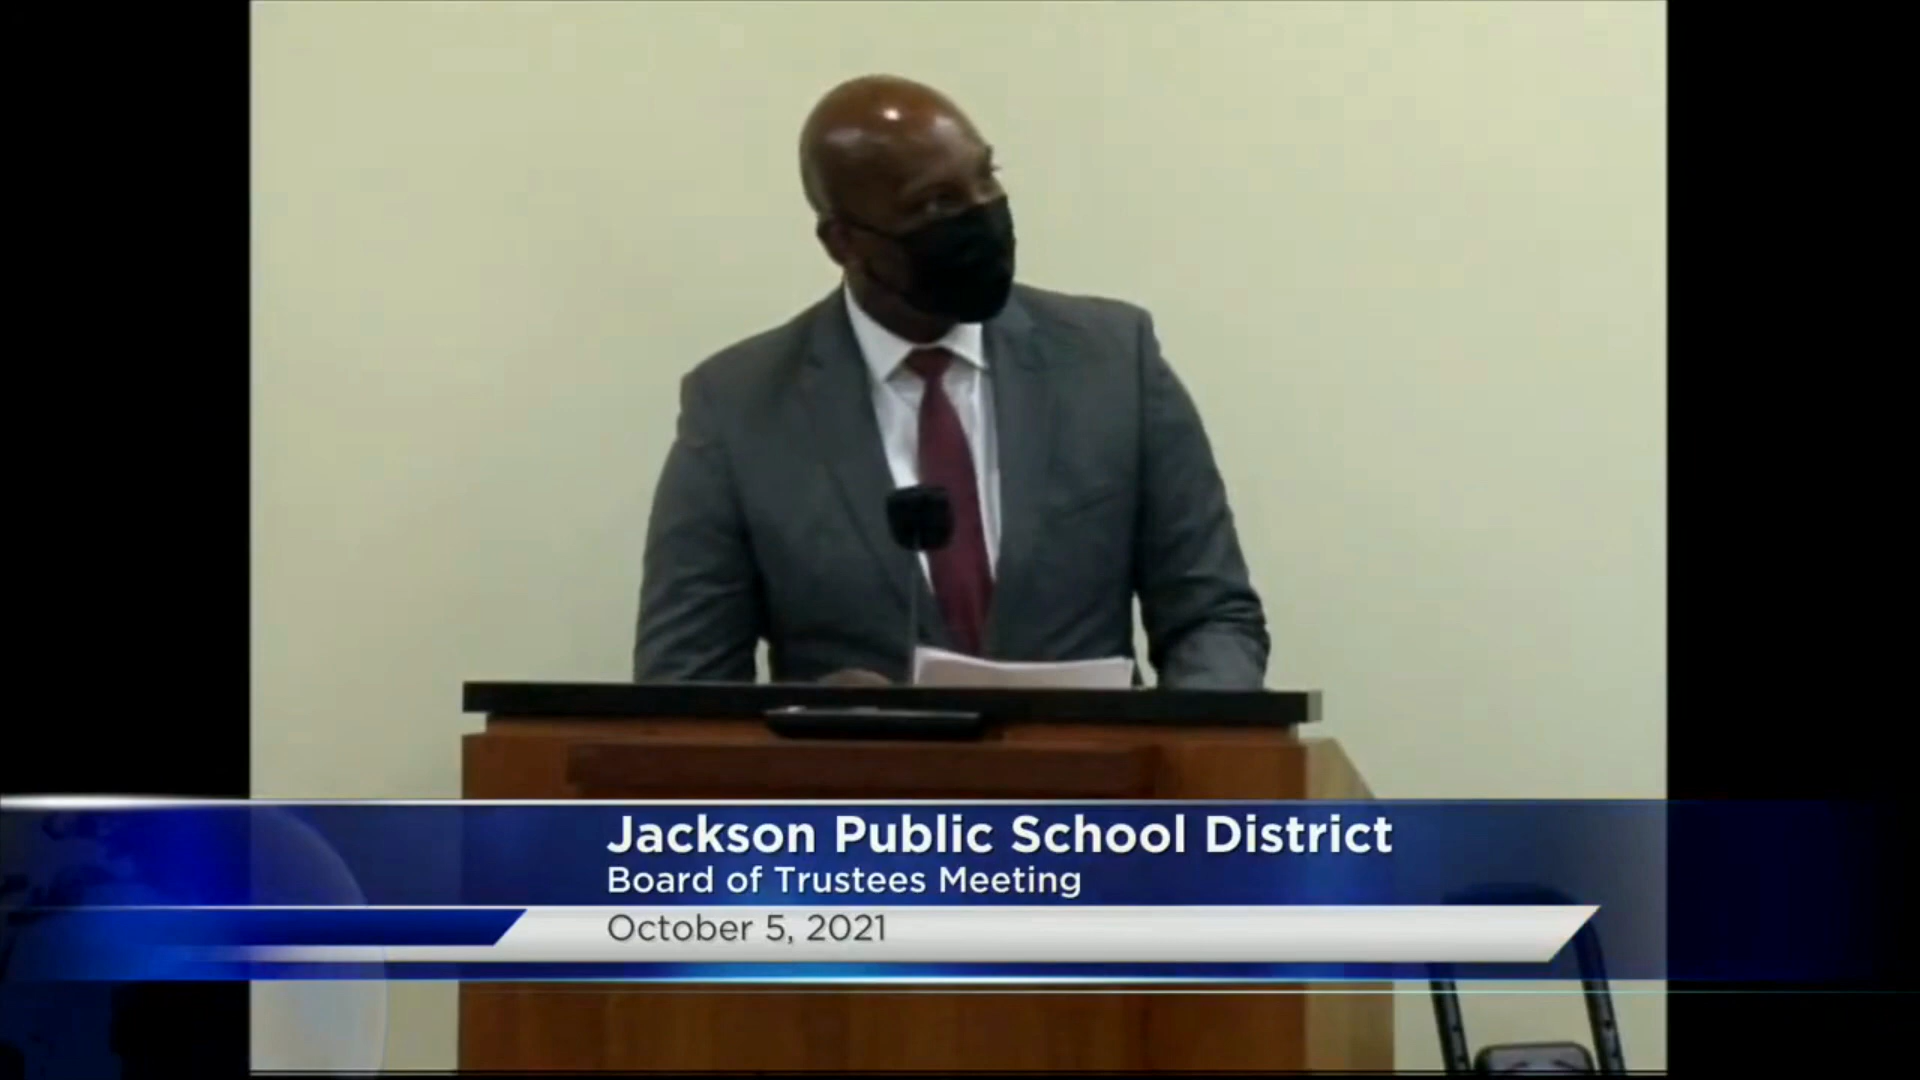 Jackson Public School District
Board of Trustees Meeting
October 5, 2021